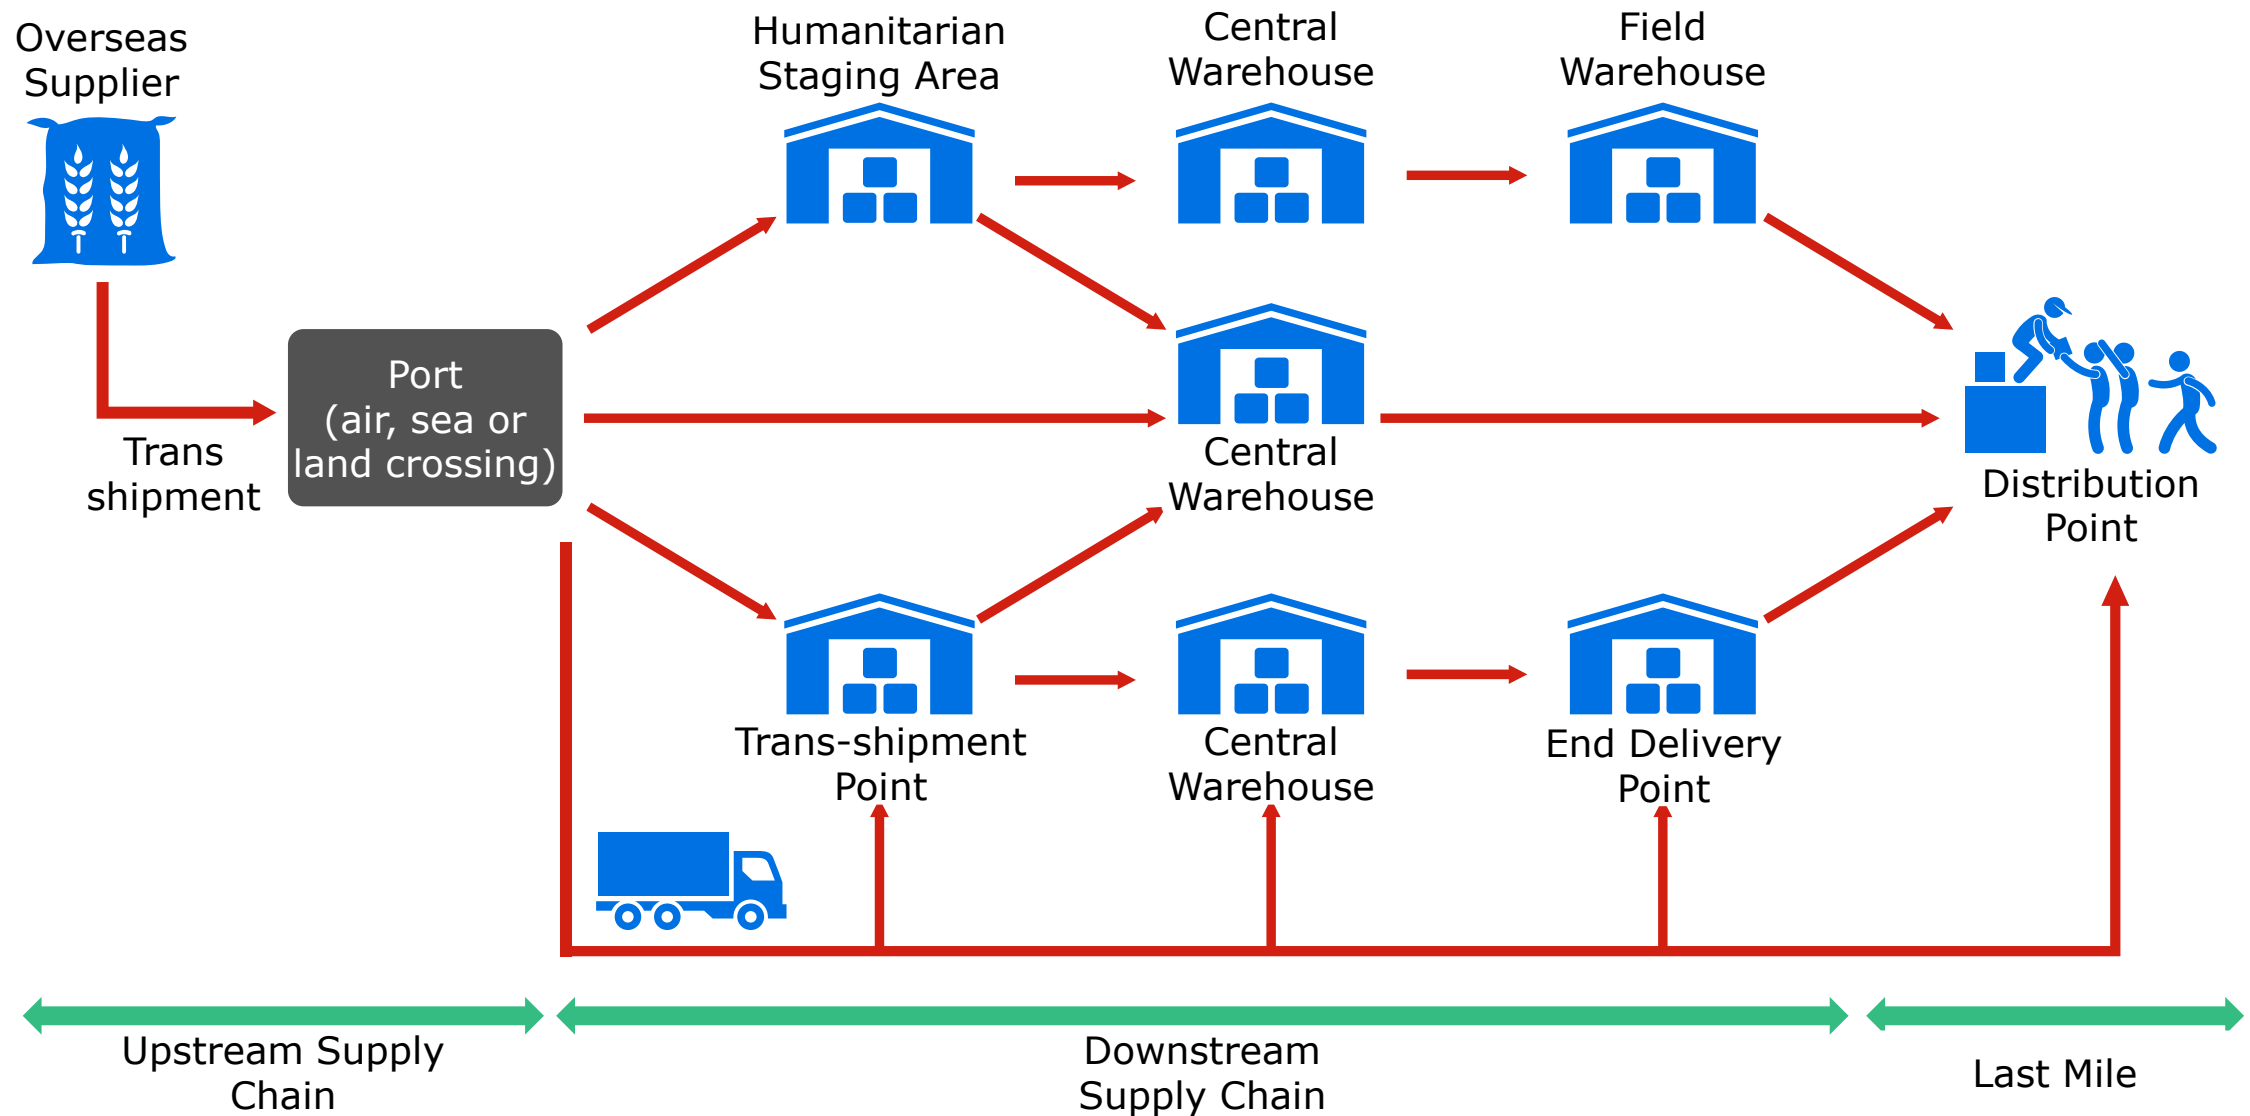 Overseas
Supplier
Humanitarian
Staging Area
Central
Warehouse
Field
Warehouse
Trans
shipment
Port
(air, sea or
land crossing)
Central
Warehouse
Distribution
Point
Trans-shipment
Point
Central
Warehouse
End Delivery
Point
Upstream Supply
Chain
Downstream
Supply Chain
Last Mile